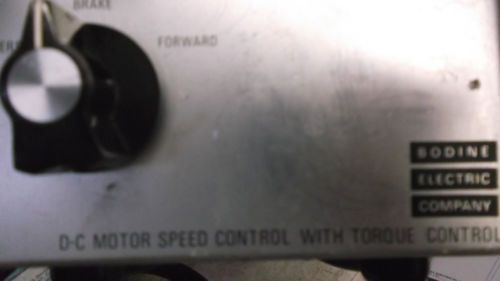 BRAKE
FORWARD
BODINE
ELECTRIC
COMPANY
D-C MOTOR SPEED CONTROL WITH TORQUE CONTROL